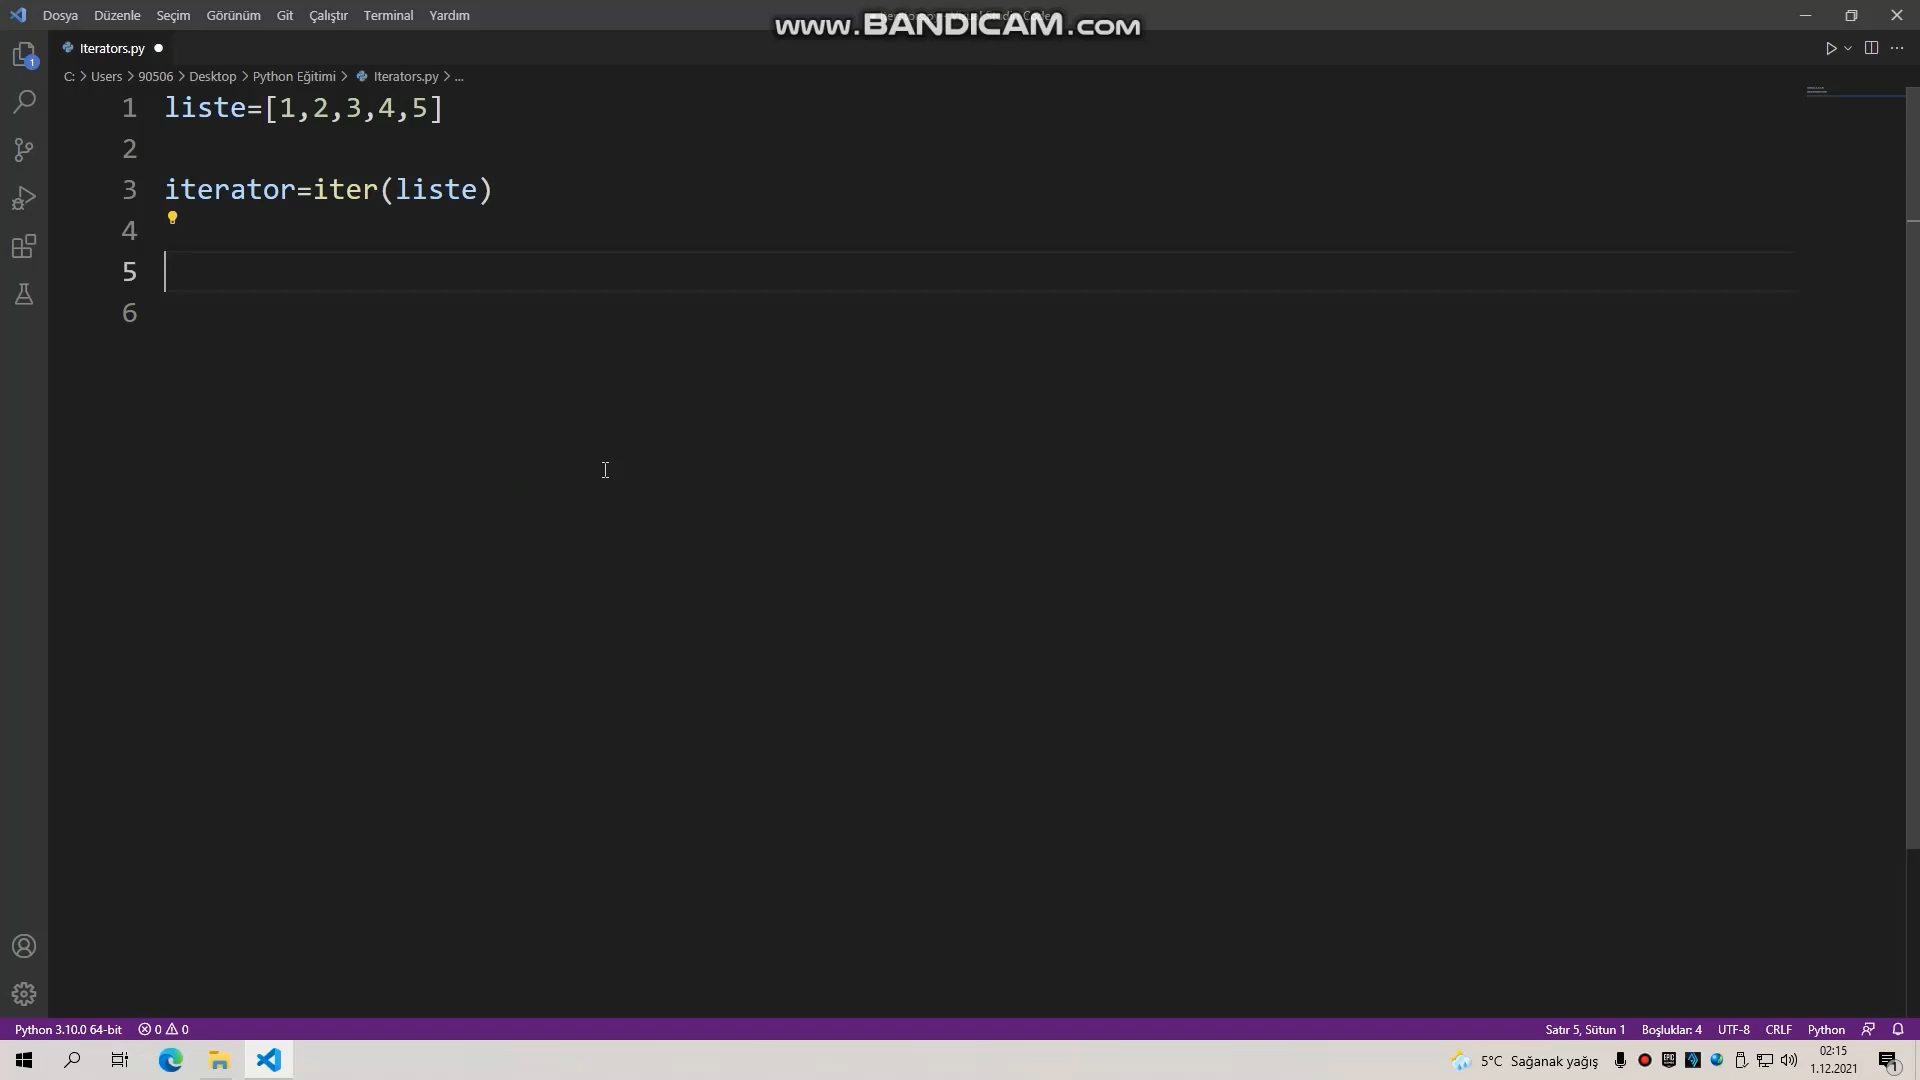 Dosya Düzenle Seçim Görünüm Git Çalıştır Terminal Yardım
www.BANDICAM.com
Iterators.py
C: > Users > 90506 > Desktop > Python Eğitimi > Iterators.py > ...
1 liste=[1,2,3,4,5]
2
3 iterator=iter(liste)
4
5
6
1
Python 3.10.0 64-bit 0 0 Satır 5, Sütun 1 Boşluklar: 4 UTF-8 CRLF Python
5°C Sağanak yağış
EPIC
02:15
1.12.2021
1